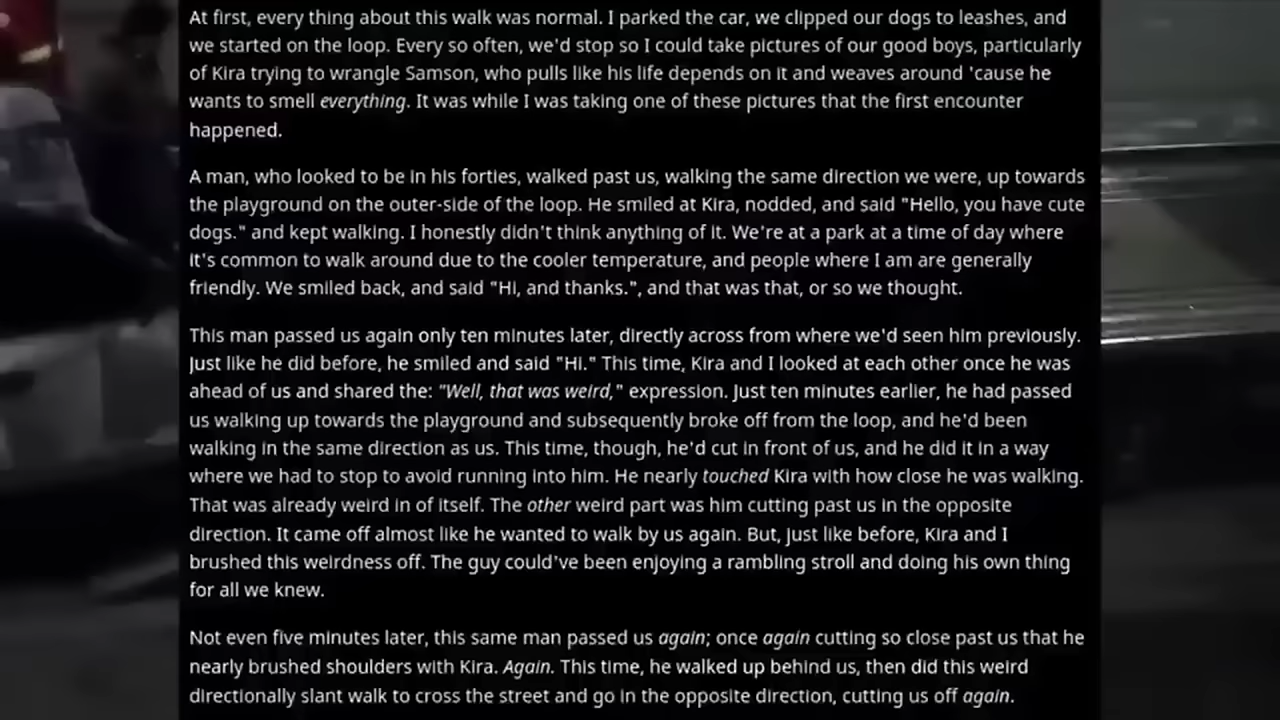 At first, every thing about this walk was normal. I parked the car, we clipped our dogs to leashes, and
we started on the loop. Every so often, we'd stop so I could take pictures of our good boys, particularly
of Kira trying to wrangle Samson, who pulls like his life depends on it and weaves around 'cause he
wants to smell everything. It was while I was taking one of these pictures that the first encounter
happened.
A man, who looked to be in his forties, walked past us, walking the same direction we were, up towards
the playground on the outer-side of the loop. He smiled at Kira, nodded, and said "Hello, you have cute
dogs." and kept walking. I honestly didn't think anything of it. We're at a park at a time of day where
it's common to walk around due to the cooler temperature, and people where I am are generally
friendly. We smiled back, and said "Hi, and thanks.", and that was that, or so we thought.
This man passed us again only ten minutes later, directly across from where we'd seen him previously.
Just like he did before, he smiled and said "Hi." This time, Kira and I looked at each other once he was
ahead of us and shared the: "Well, that was weird," expression. Just ten minutes earlier, he had passed
us walking up towards the playground and subsequently broke off from the loop, and he'd been
walking in the same direction as us. This time, though, he'd cut in front of us, and he did it in a way
where we had to stop to avoid running into him. He nearly touched Kira with how close he was walking.
That was already weird in of itself. The other weird part was him cutting past us in the opposite
direction. It came off almost like he wanted to walk by us again. But, just like before, Kira and I
brushed this weirdness off. The guy could've been enjoying a rambling stroll and doing his own thing
for all we knew.
Not even five minutes later, this same man passed us again; once again cutting so close past us that he
nearly brushed shoulders with Kira. Again. This time, he walked up behind us, then did this weird
directionally slant walk to cross the street and go in the opposite direction, cutting us off again.